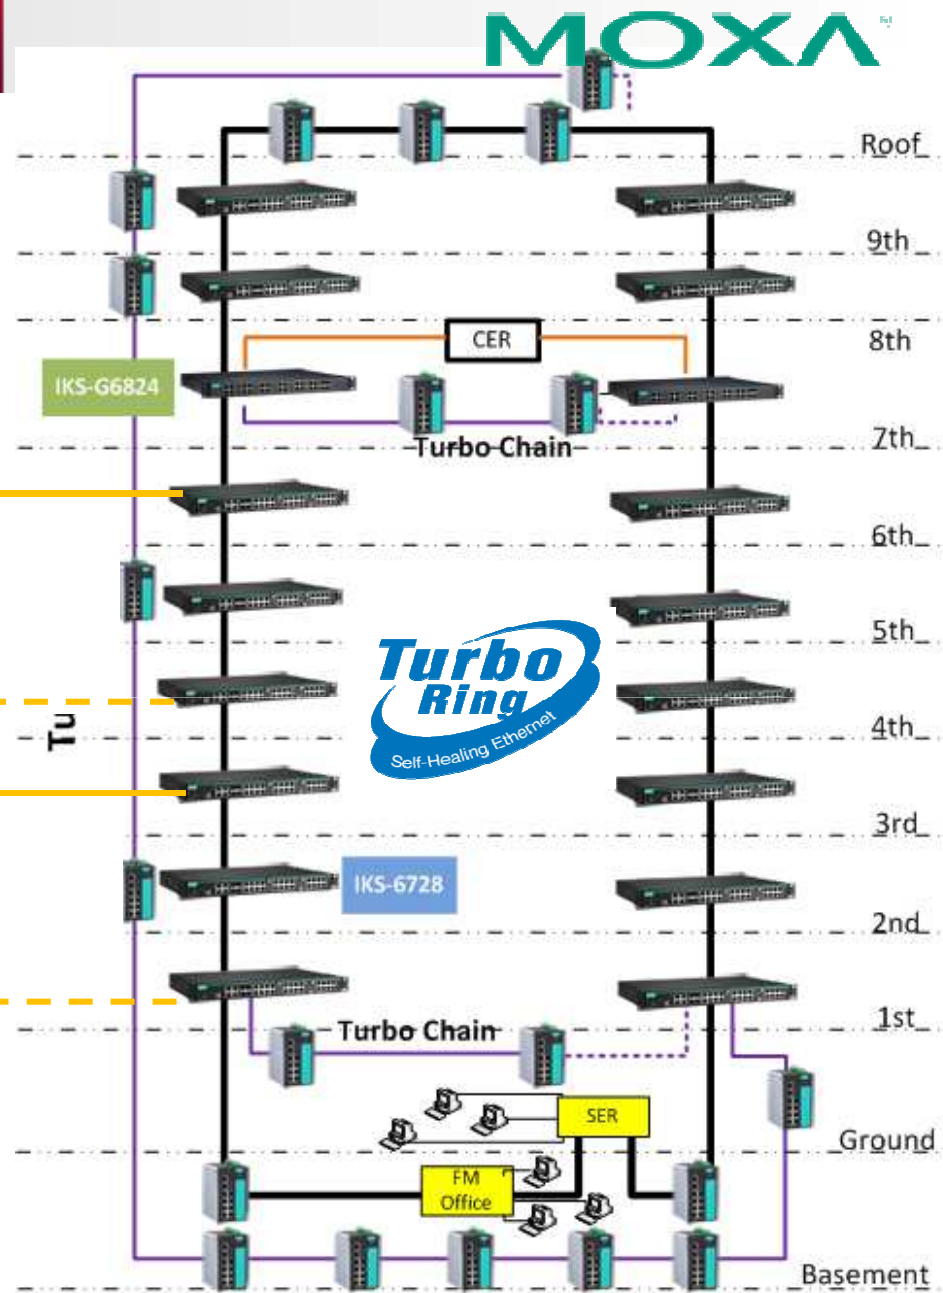 MOXA
Roof
9th
CER
8th
IKS-G6824
7th
Turbo Chain
6th
5th
Turbo
Ring
Self-Healing Ethernet
Tu
4th
3rd
IKS-6728
2nd
1st
Turbo Chain
SER
Ground
FM
Office
Basement